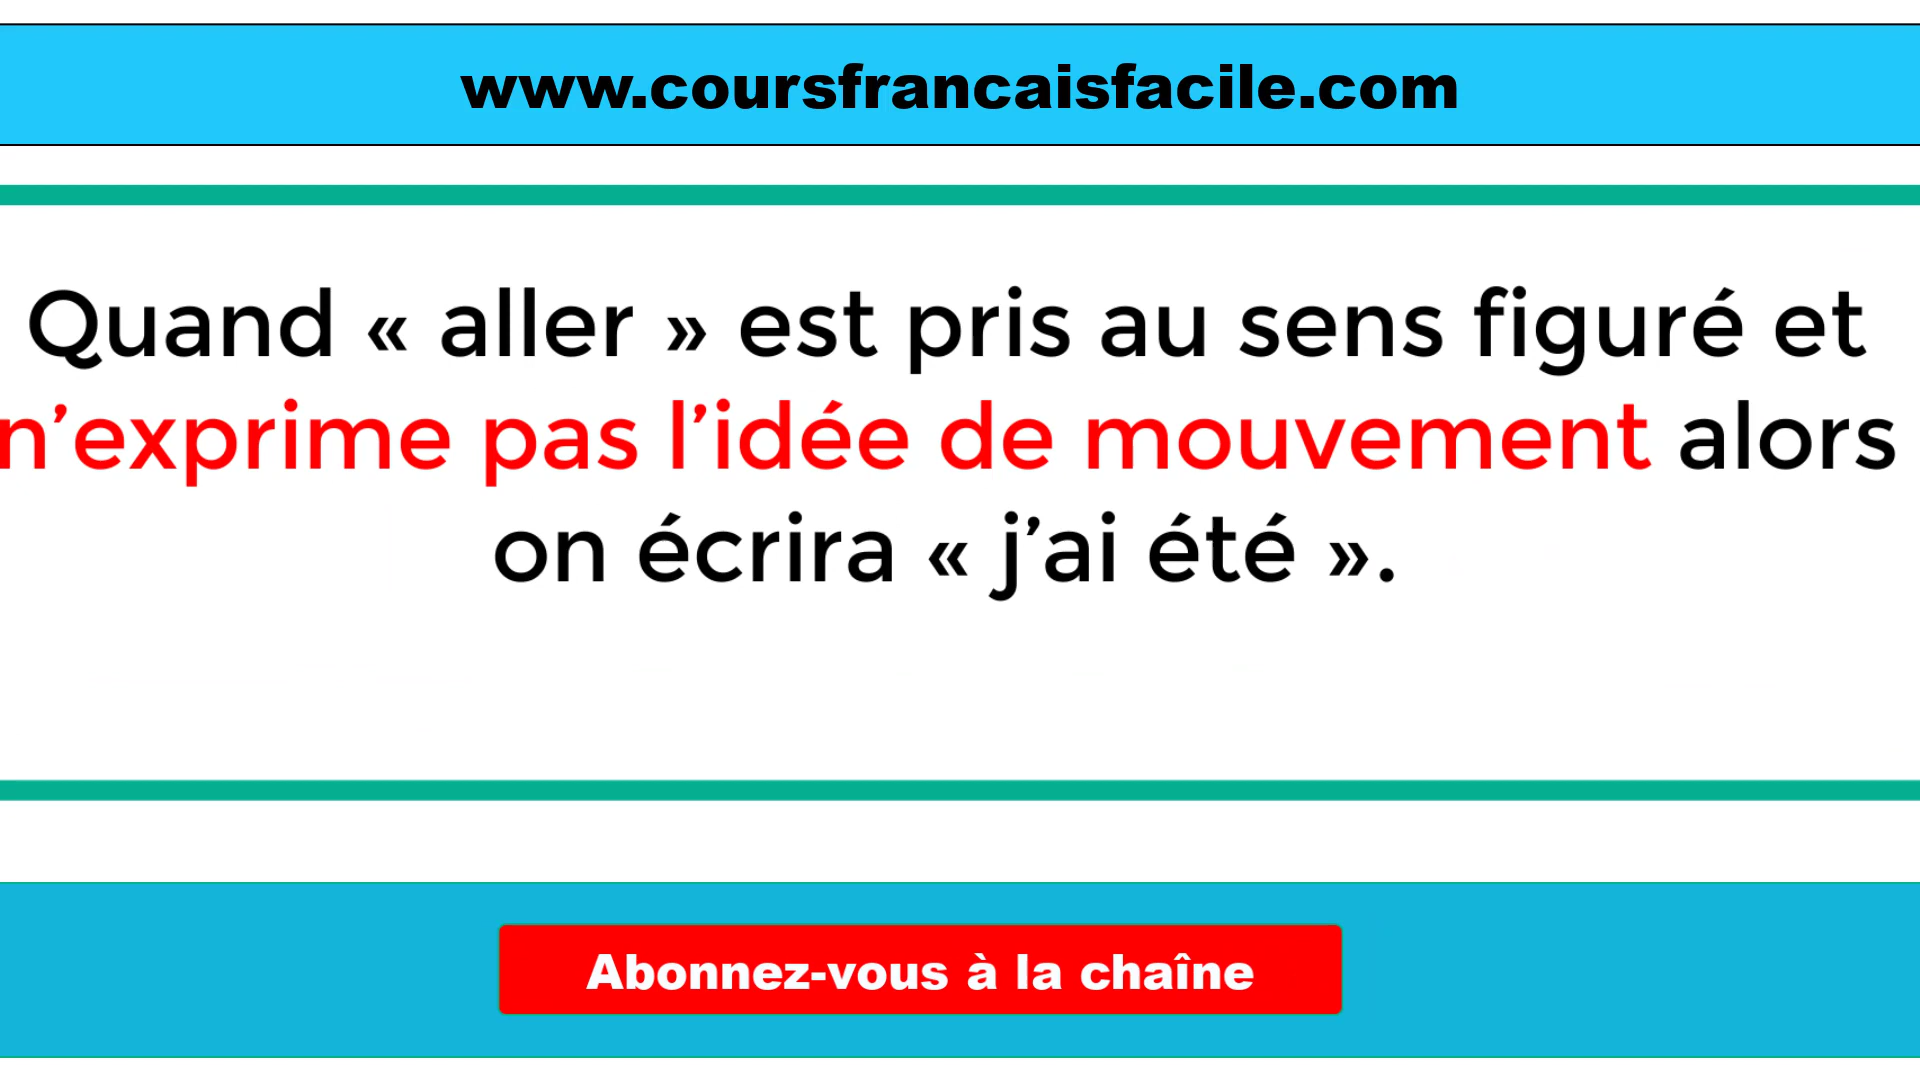 www.coursfrancaisfacile.com
Quand « aller » est pris au sens figuré et
n’exprime pas l’idée de mouvement alors
on écrira « j’ai été ».
Abonnez-vous à la chaîne